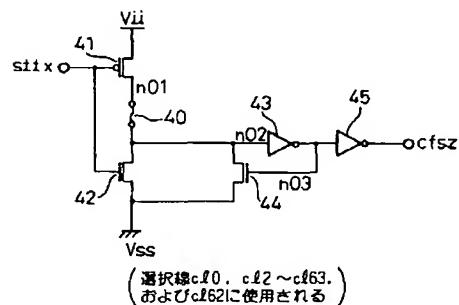 Vii
41
sttx
n01
40
43
45
n02
cfsz
n03
42
44
Vss
(選択線cl0, cl2～cl63,
およびcl62に使用される)